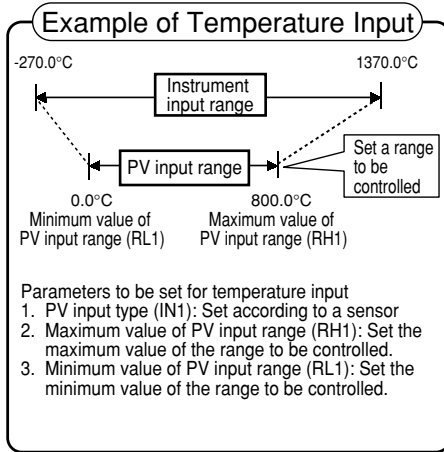 Example of Temperature Input
-270.0°C
1370.0°C
Instrument
input range
PV input range
Set a range
to be
controlled
0.0°C
800.0°C
Minimum value of
PV input range (RL1)
Maximum value of
PV input range (RH1)
Parameters to be set for temperature input
1. PV input type (IN1): Set according to a sensor
2. Maximum value of PV input range (RH1): Set the
maximum value of the range to be controlled.
3. Minimum value of PV input range (RL1): Set the
minimum value of the range to be controlled.